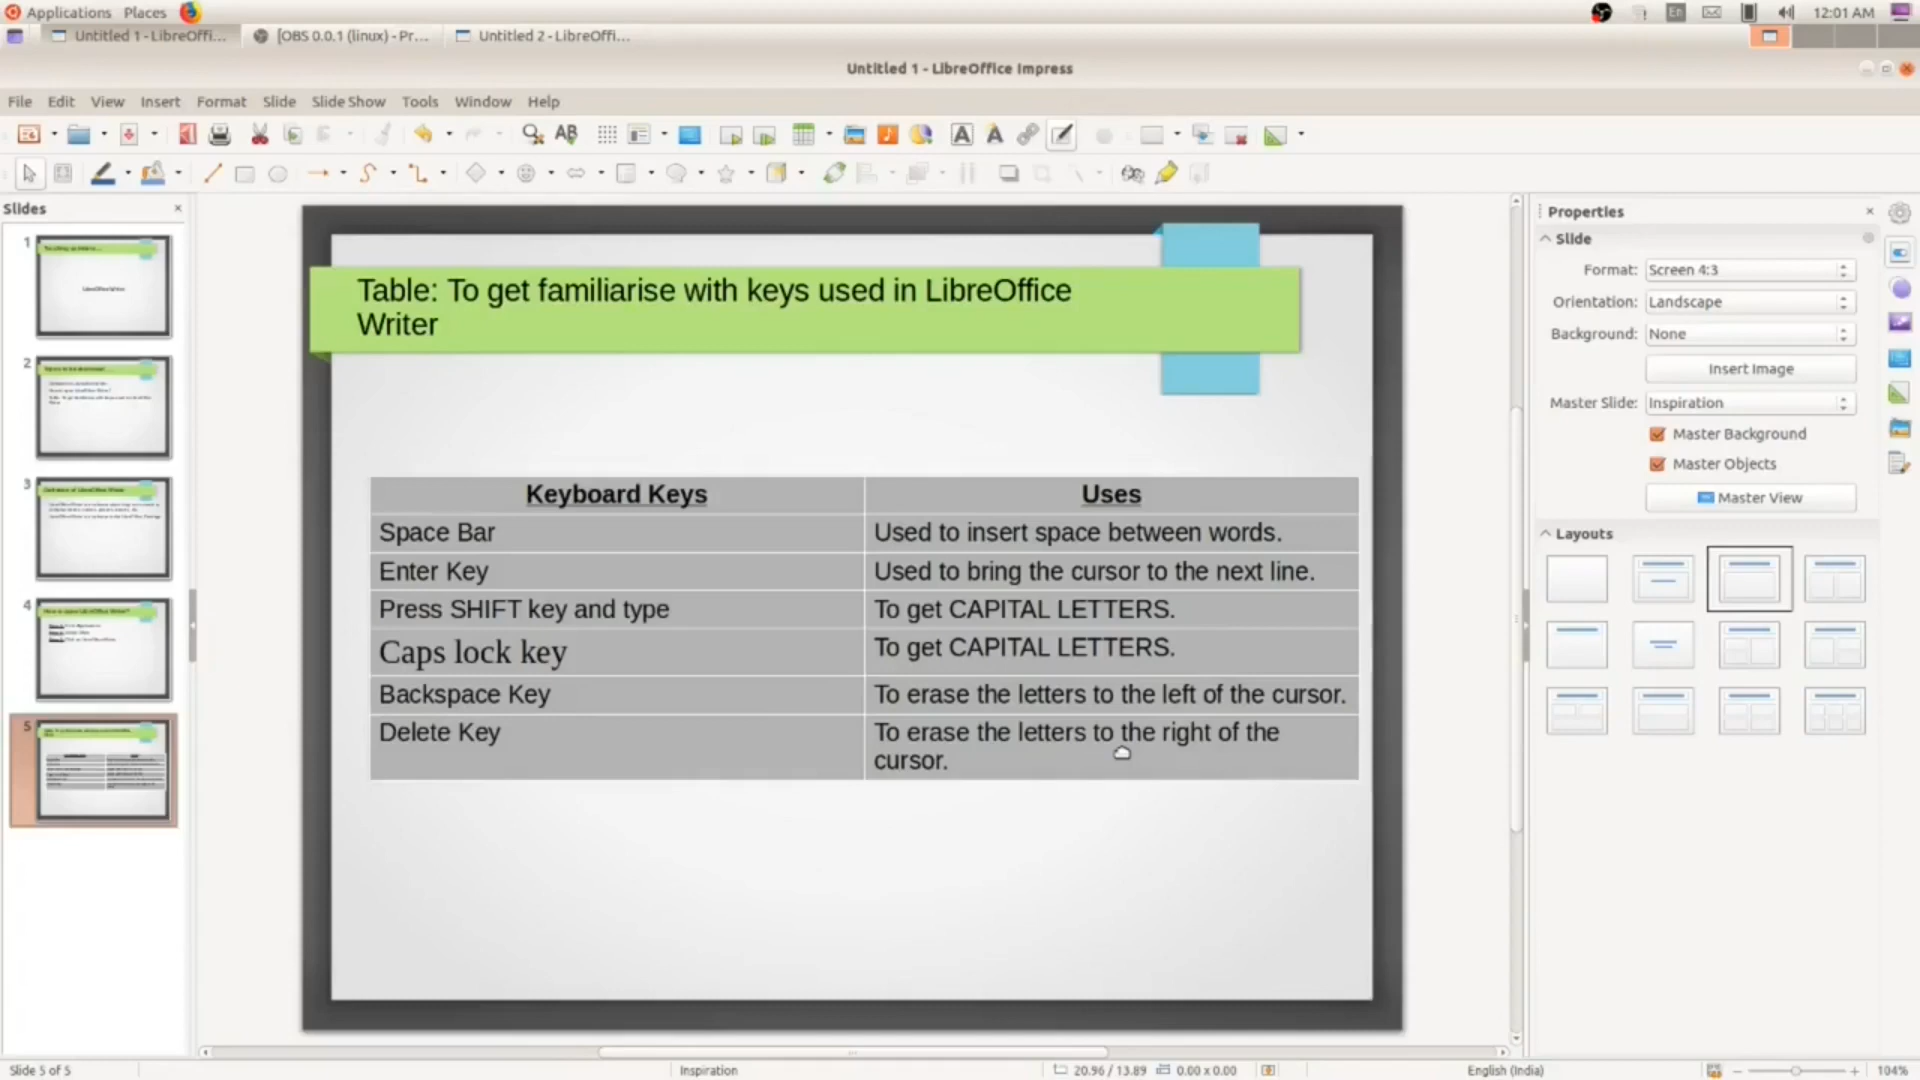 Applications Places 12:01 AM
En
Untitled 1 - LibreOffi... [OBS 0.0.1 (linux) - Pr... Untitled 2 - LibreOffi...
Untitled 1 - LibreOffice Impress
File Edit View Insert Format Slide Slide Show Tools Window Help
Slides
1
2
3
4
5
Table: To get familiarise with keys used in LibreOffice
Writer
Keyboard Keys Uses
Space Bar Used to insert space between words.
Enter Key Used to bring the cursor to the next line.
Press SHIFT key and type To get CAPITAL LETTERS.
Caps lock key To get CAPITAL LETTERS.
Backspace Key To erase the letters to the left of the cursor.
Delete Key To erase the letters to the right of the
cursor.
Properties
Slide
Format: Screen 4:3
Orientation: Landscape
Background: None
Insert Image
Master Slide: Inspiration
Master Background
Master Objects
Master View
Layouts
Slide 5 of 5 Inspiration 20.96 / 13.89 0.00 x 0.00 English (India) 104%